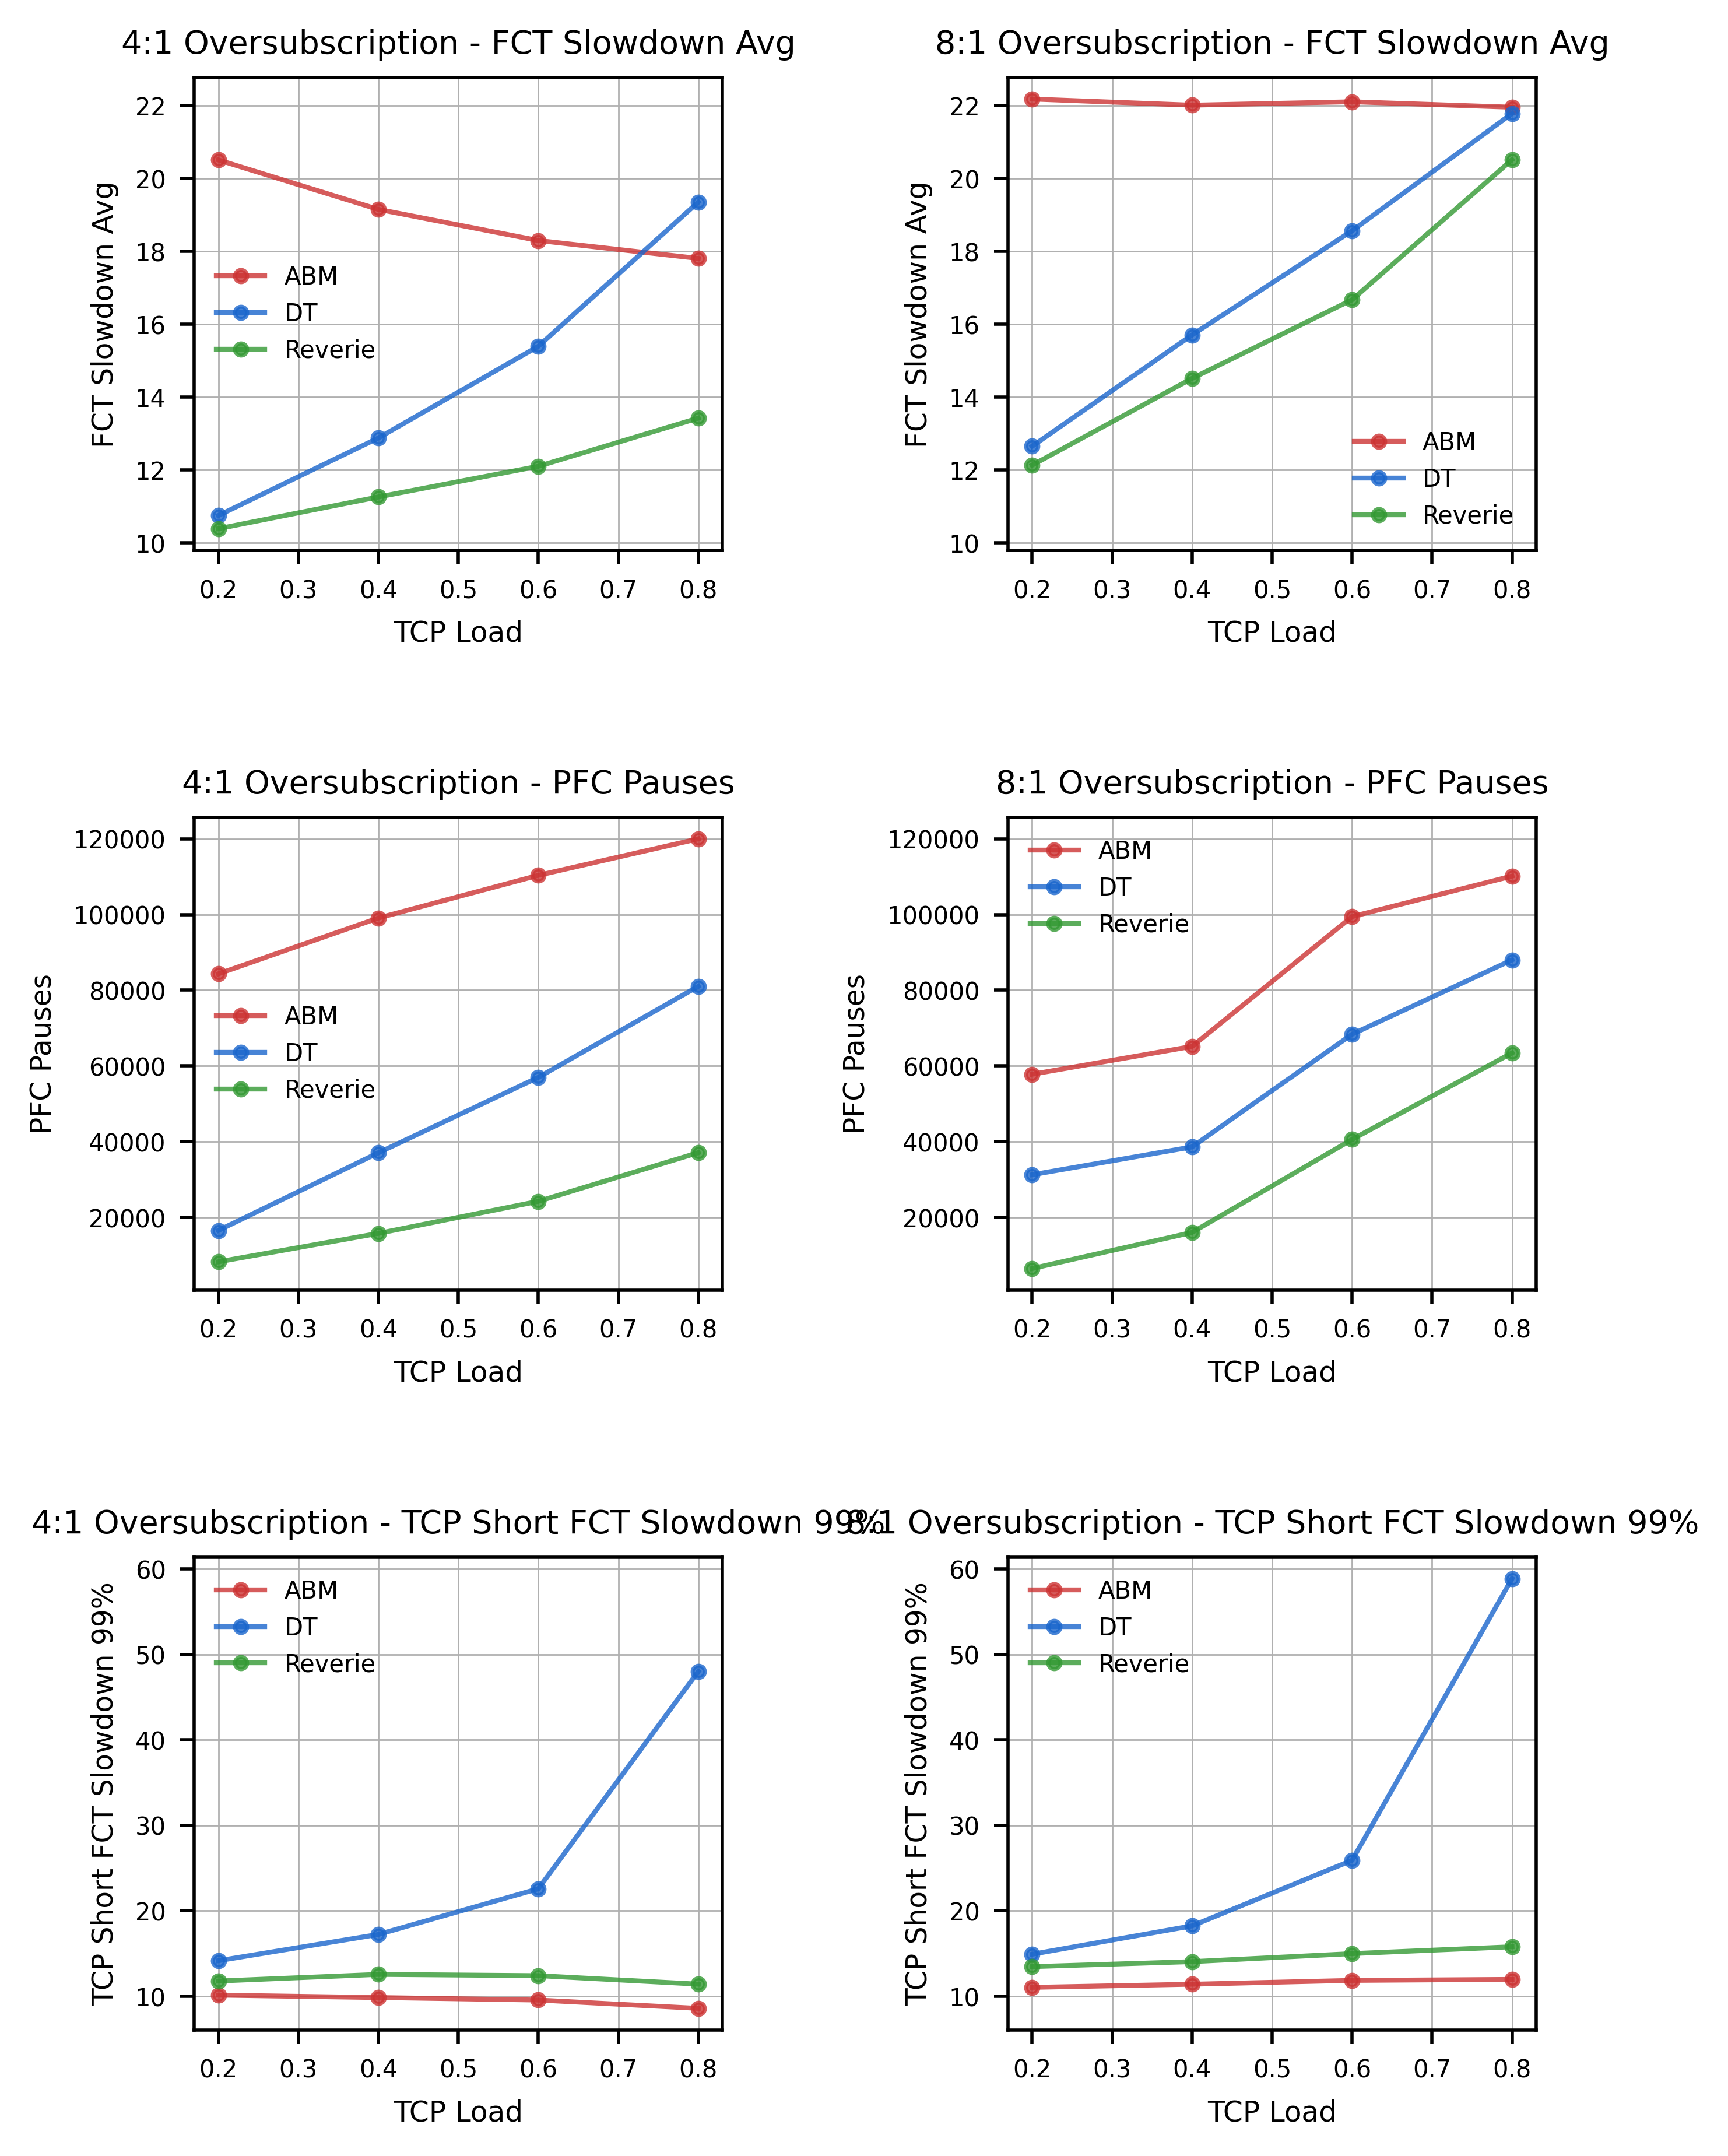 4:1 Oversubscription - FCT Slowdown Avg
FCT Slowdown Avg
22
20
18
16
14
12
10
ABM
DT
Reverie
0.2 0.3 0.4 0.5 0.6 0.7 0.8
TCP Load
8:1 Oversubscription - FCT Slowdown Avg
FCT Slowdown Avg
22
20
18
16
14
12
10
ABM
DT
Reverie
0.2 0.3 0.4 0.5 0.6 0.7 0.8
TCP Load
4:1 Oversubscription - PFC Pauses
PFC Pauses
120000
100000
80000
60000
40000
20000
ABM
DT
Reverie
0.2 0.3 0.4 0.5 0.6 0.7 0.8
TCP Load
8:1 Oversubscription - PFC Pauses
PFC Pauses
120000
100000
80000
60000
40000
20000
ABM
DT
Reverie
0.2 0.3 0.4 0.5 0.6 0.7 0.8
TCP Load
4:1 Oversubscription - TCP Short FCT Slowdown 99%
TCP Short FCT Slowdown 99%
60
50
40
30
20
10
ABM
DT
Reverie
0.2 0.3 0.4 0.5 0.6 0.7 0.8
TCP Load
8:1 Oversubscription - TCP Short FCT Slowdown 99%
TCP Short FCT Slowdown 99%
60
50
40
30
20
10
ABM
DT
Reverie
0.2 0.3 0.4 0.5 0.6 0.7 0.8
TCP Load